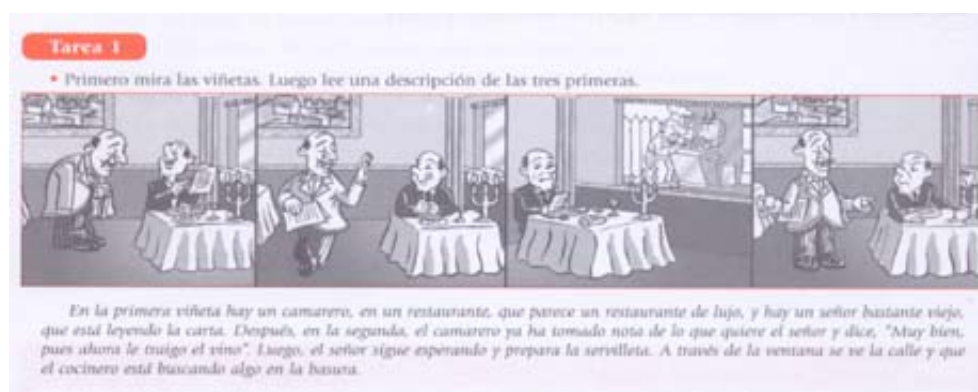 Tarea 1
• Primero mira las viñetas. Luego lee una descripción de las tres primeras.
En la primera viñeta hay un camarero, en un restaurante, que parece un restaurante de lujo, y hay un señor bastante viejo,
que está leyendo la carta. Después, en la segunda, el camarero ya ha tomado nota de lo que quiere el señor y dice, "Muy bien,
pues ahora le traigo el vino". Luego, el señor sigue esperando y prepara la servilleta. A través de la ventana se ve la calle y que
el cocinero está buscando algo en la basura.